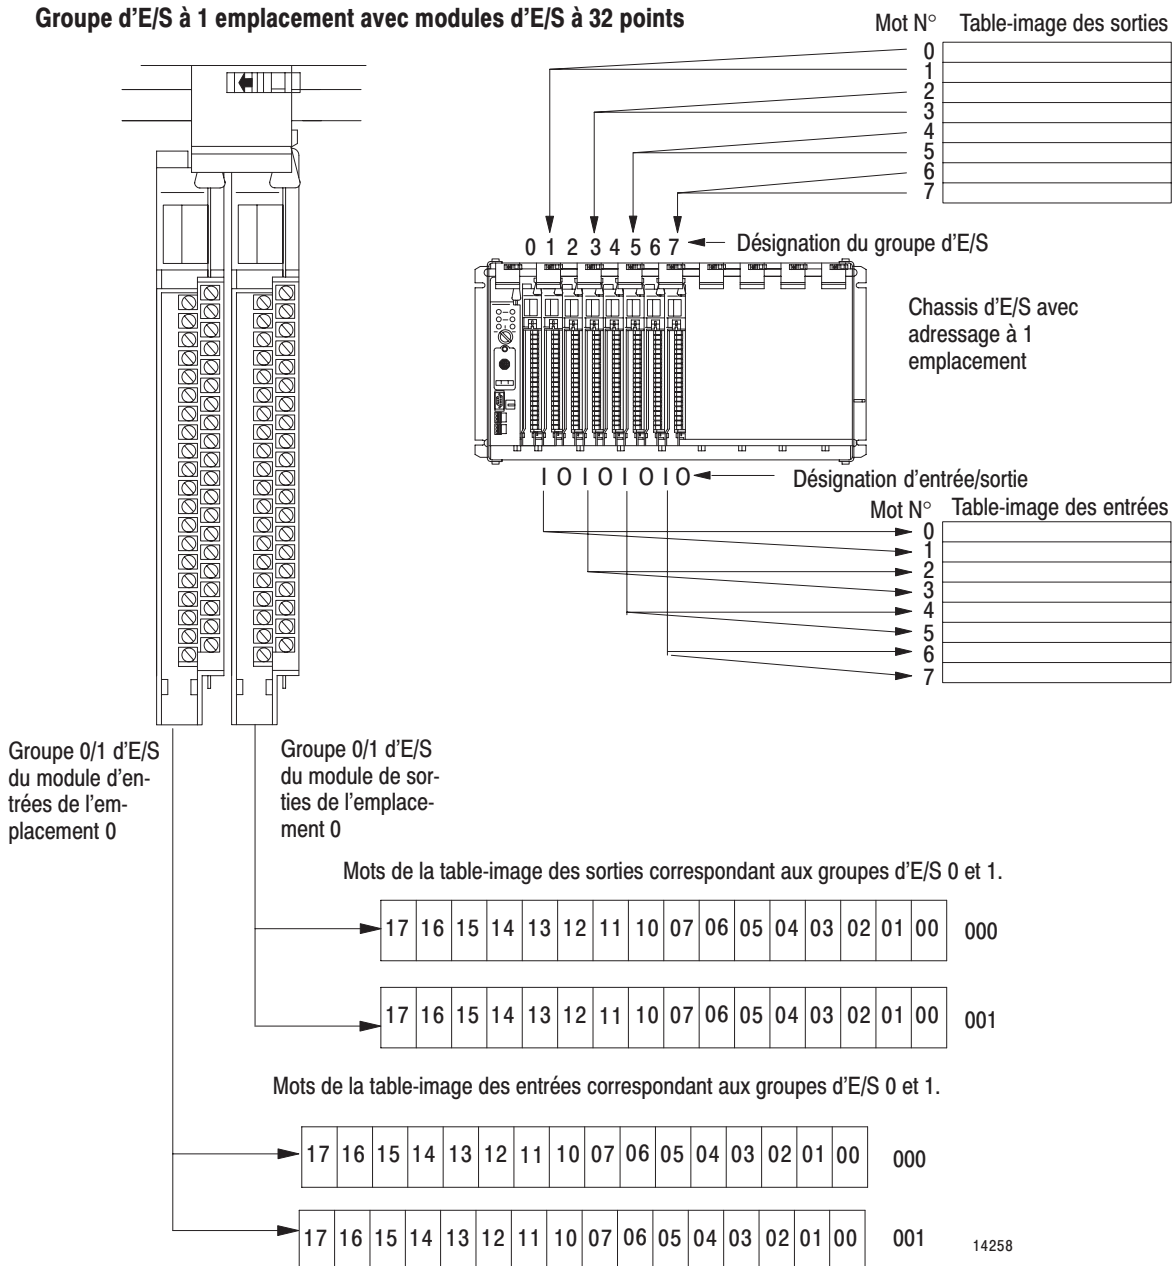 Groupe d'E/S à 1 emplacement avec modules d'E/S à 32 points
Mot N° Table-image des sorties
0
1
2
3
4
5
6
7
0 1 2 3 4 5 6 7 Désignation du groupe d'E/S
Chassis d'E/S avec
adressage à 1
emplacement
I O I O I O I O Désignation d'entrée/sortie
Mot N° Table-image des entrées
0
1
2
3
4
5
6
7
Groupe 0/1 d'E/S
du module d'en-
trées de l'em-
placement 0
Groupe 0/1 d'E/S
du module de sor-
ties de l'emplace-
ment 0
Mots de la table-image des sorties correspondant aux groupes d'E/S 0 et 1.
17 16 15 14 13 12 11 10 07 06 05 04 03 02 01 00 000
17 16 15 14 13 12 11 10 07 06 05 04 03 02 01 00 001
Mots de la table-image des entrées correspondant aux groupes d'E/S 0 et 1.
17 16 15 14 13 12 11 10 07 06 05 04 03 02 01 00 000
17 16 15 14 13 12 11 10 07 06 05 04 03 02 01 00 001
14258